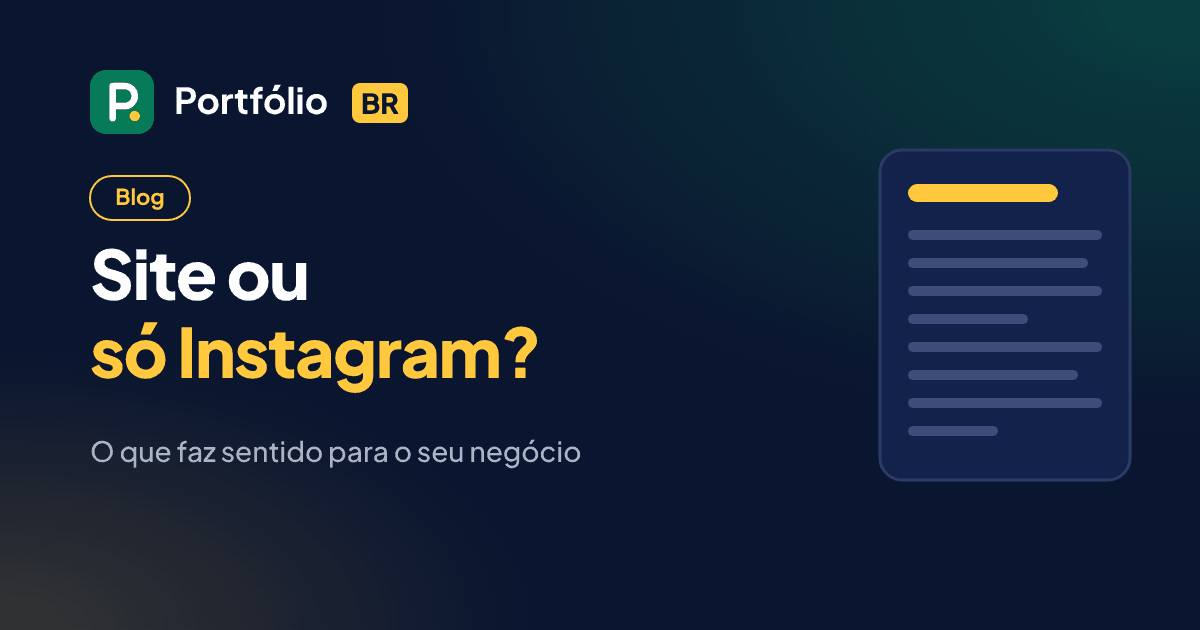 P.
Portfólio BR
Blog
Site ou
só Instagram?
O que faz sentido para o seu negócio